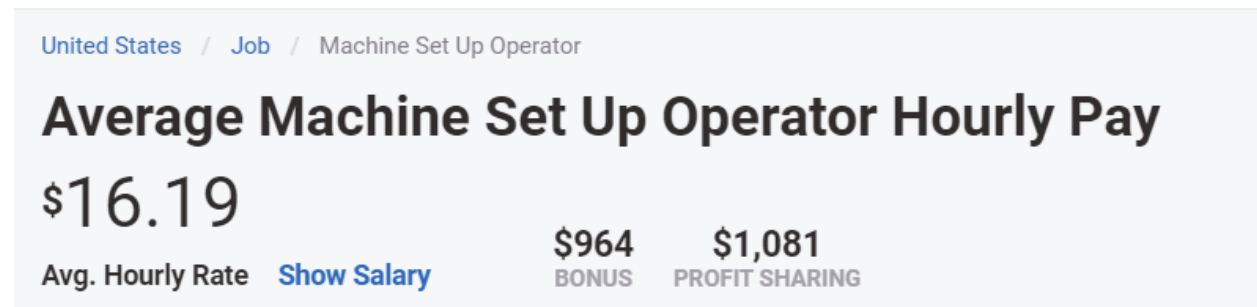 United States / Job / Machine Set Up Operator
Average Machine Set Up Operator Hourly Pay
$16.19
Avg. Hourly Rate Show Salary
$964 $1,081
BONUS PROFIT SHARING